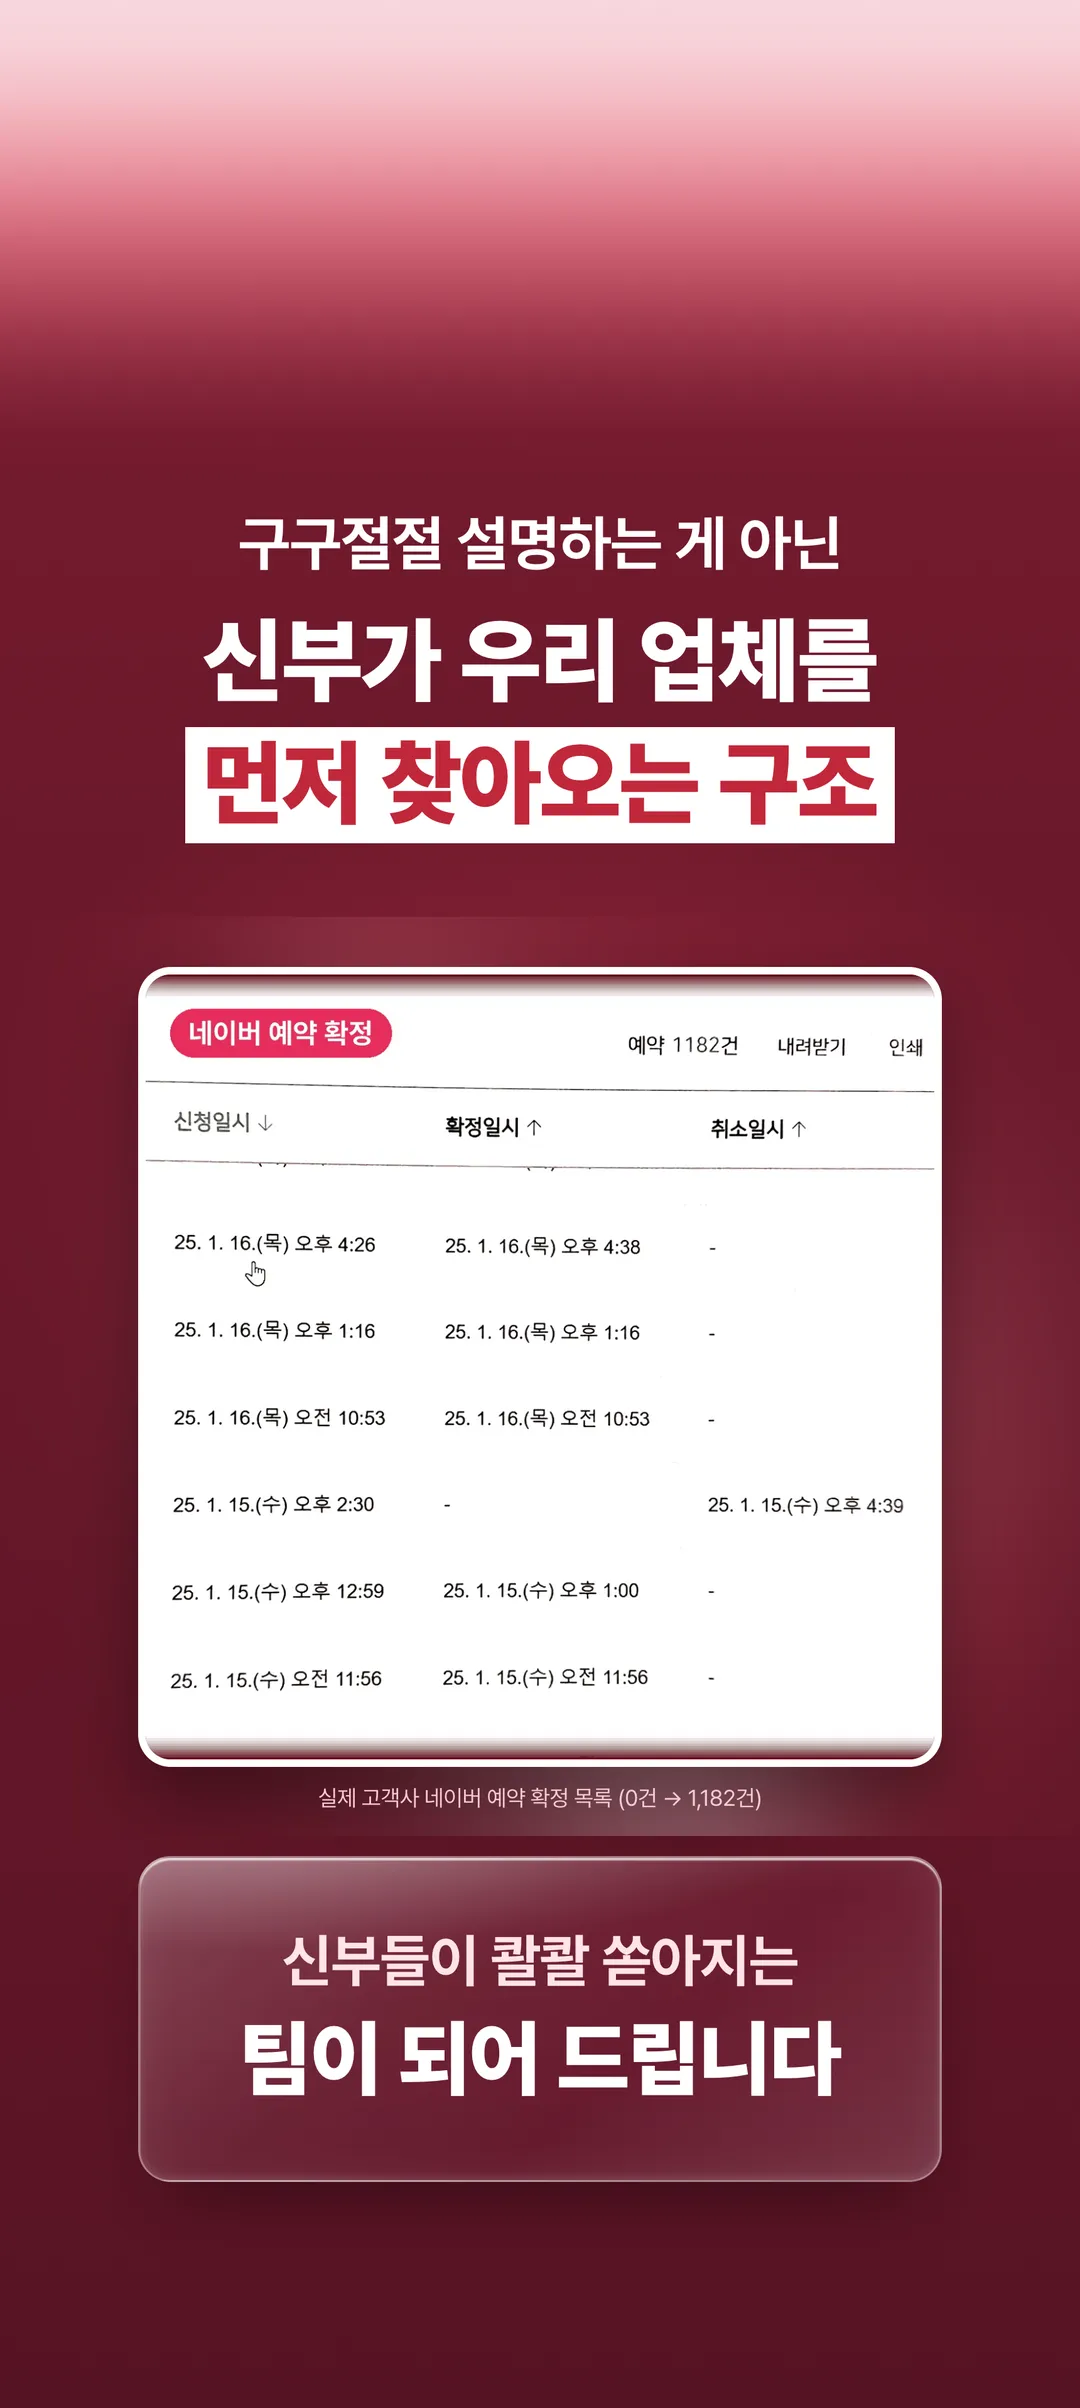 구구절절 설명하는 게 아닌
신부가 우리 업체를
먼저 찾아오는 구조
네이버 예약 확정
예약 1182건 내려받기 인쇄
신청일시 ↓ 확정일시 ↑ 취소일시 ↑
25. 1. 16.(목) 오후 4:26 25. 1. 16.(목) 오후 4:38 -
25. 1. 16.(목) 오후 1:16 25. 1. 16.(목) 오후 1:16 -
25. 1. 16.(목) 오전 10:53 25. 1. 16.(목) 오전 10:53 -
25. 1. 15.(수) 오후 2:30 - 25. 1. 15.(수) 오후 4:39
25. 1. 15.(수) 오후 12:59 25. 1. 15.(수) 오후 1:00 -
25. 1. 15.(수) 오전 11:56 25. 1. 15.(수) 오전 11:56 -
실제 고객사 네이버 예약 확정 목록 (0건 → 1,182건)
신부들이 콸콸 쏟아지는
팀이 되어 드립니다